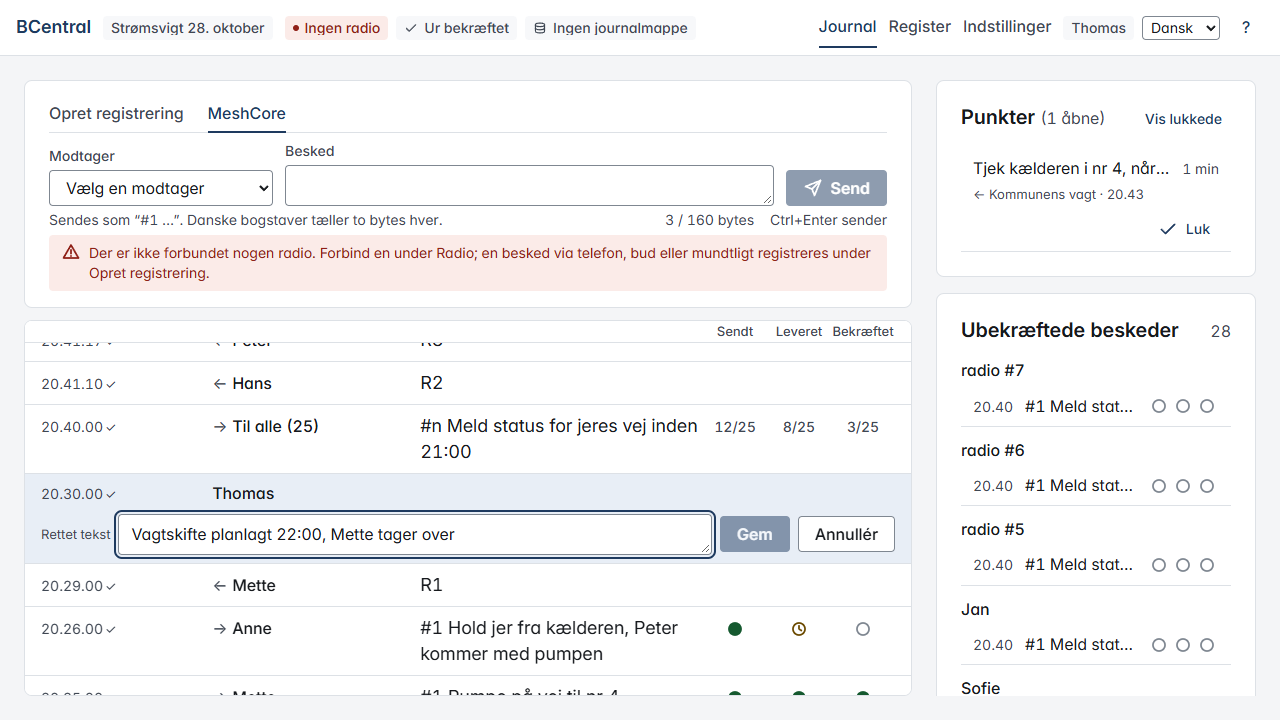 BCentral Strømsvigt 28. oktober Ingen radio Ur bekræftet Ingen journalmappe Journal Register Indstillinger Thomas Dansk ?
Opret registrering MeshCore
Modtager
Besked
Vælg en modtager
Send
Sendes som “#1 …”. Danske bogstaver tæller to bytes hver. 3 / 160 bytes Ctrl+Enter sender
Der er ikke forbundet nogen radio. Forbind en under Radio; en besked via telefon, bud eller mundtligt registreres under
Opret registrering.
Sendt Leveret Bekræftet
20.41.10 ← Hans R2
20.40.00 → Til alle (25) #n Meld status for jeres vej inden 12/25 8/25 3/25
21:00
20.30.00 Thomas
Rettet tekst Vagtskifte planlagt 22:00, Mette tager over Gem Annullér
20.29.00 ← Mette R1
20.26.00 → Anne #1 Hold jer fra kælderen, Peter
kommer med pumpen
Punkter (1 åbne) Vis lukkede
Tjek kælderen i nr 4, når... 1 min
← Kommunens vagt · 20.43
Luk
Ubekræftede beskeder 28
radio #7
20.40 #1 Meld stat...
radio #6
20.40 #1 Meld stat...
radio #5
20.40 #1 Meld stat...
Jan
20.40 #1 Meld stat...
Sofie